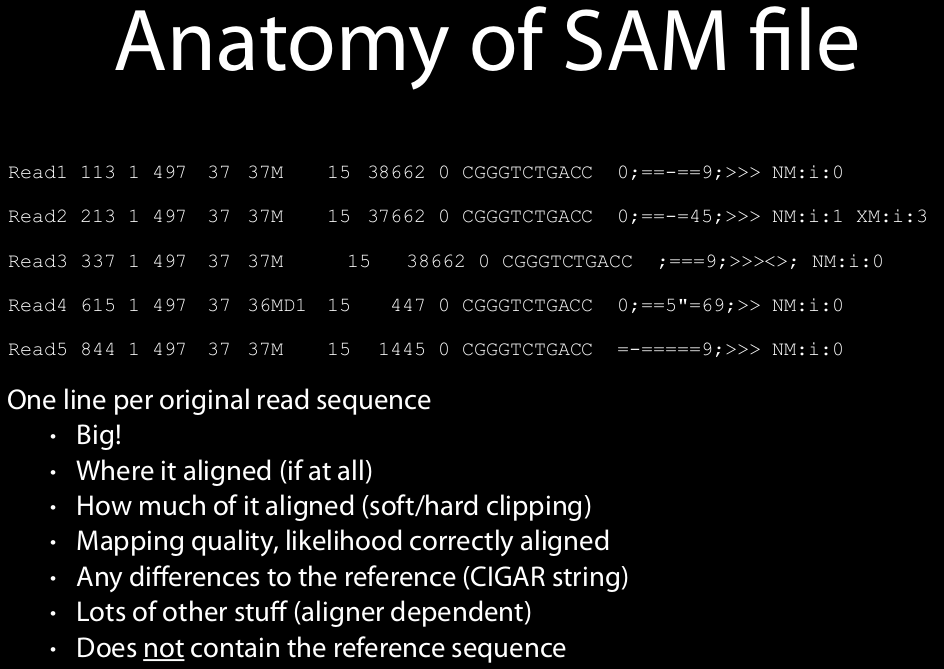 Anatomy of SAM file
Read1 113 1 497 37 37M 15 38662 0 CGGGTCTGACC 0;==-==9;>>> NM:i:0
Read2 213 1 497 37 37M 15 37662 0 CGGGTCTGACC 0;==-=45;>>> NM:i:1 XM:i:3
Read3 337 1 497 37 37M 15 38662 0 CGGGTCTGACC ;===9;>>><>; NM:i:0
Read4 615 1 497 37 36MD1 15 447 0 CGGGTCTGACC 0;==5"=69;>> NM:i:0
Read5 844 1 497 37 37M 15 1445 0 CGGGTCTGACC =-=====9;>>> NM:i:0
One line per original read sequence
• Big!
• Where it aligned (if at all)
• How much of it aligned (soft/hard clipping)
• Mapping quality, likelihood correctly aligned
• Any differences to the reference (CIGAR string)
• Lots of other stuff (aligner dependent)
• Does not contain the reference sequence